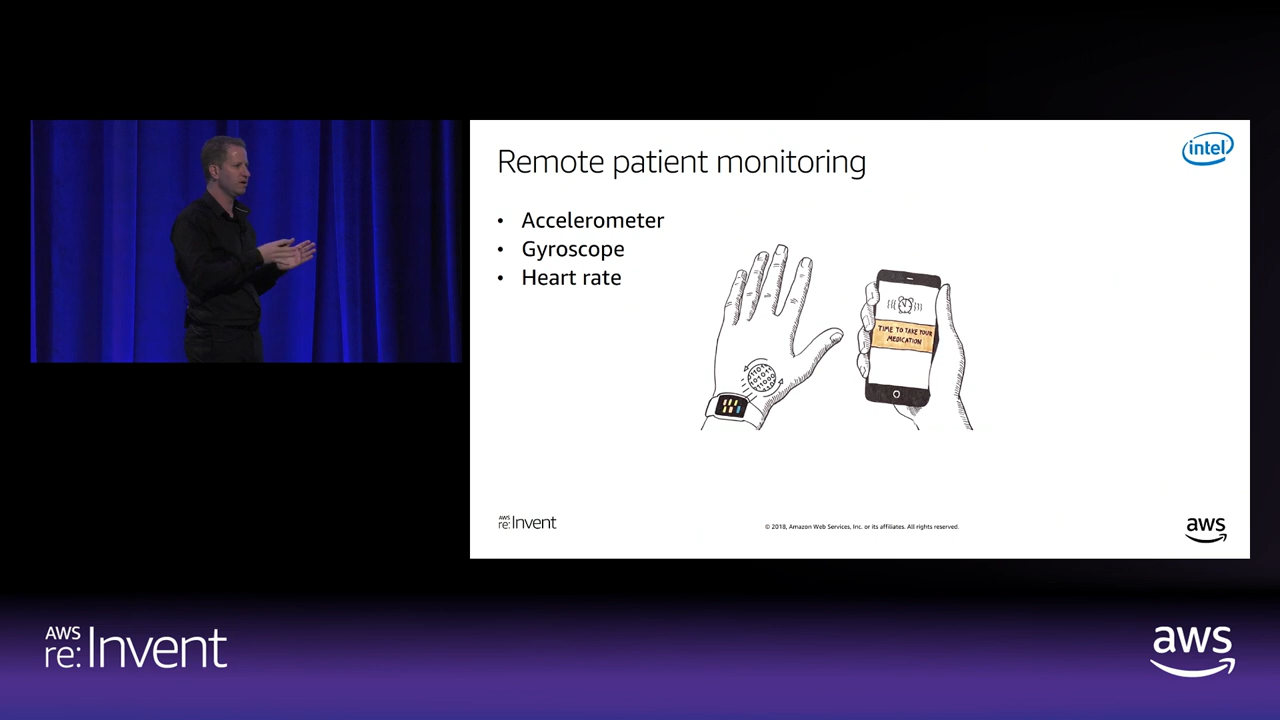 Remote patient monitoring
intel
• Accelerometer
• Gyroscope
• Heart rate
TIME TO TAKE YOUR
MEDICATION
AWS
re:Invent
© 2018, Amazon Web Services, Inc. or its affiliates. All rights reserved.
aws
AWS
re:Invent
aws